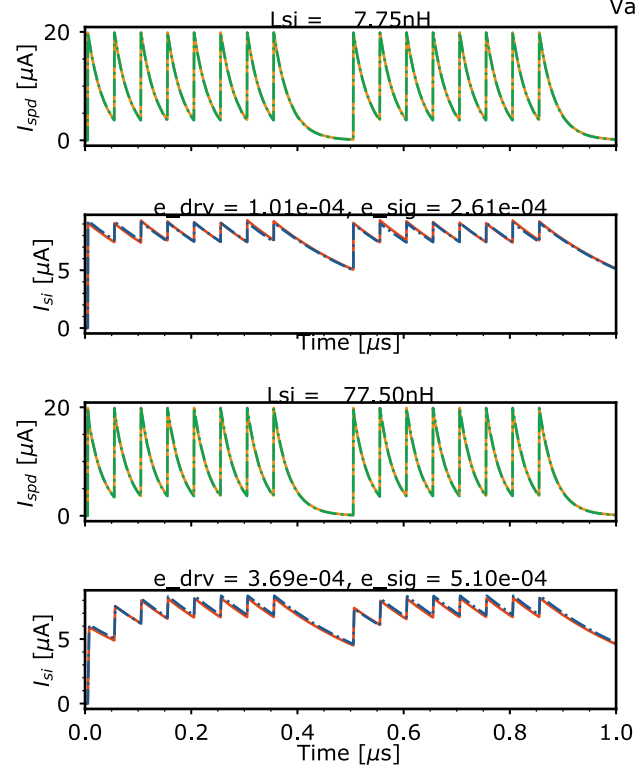 Va
Lsi = 7.75nH
20
10
0
I_spd [μA]
e_drv = 1.01e-04, e_sig = 2.61e-04
5
0
I_si [μA]
Time [μs]
Lsi = 77.50nH
20
10
0
I_spd [μA]
e_drv = 3.69e-04, e_sig = 5.10e-04
5
0
I_si [μA]
0.0 0.2 0.4 0.6 0.8 1.0
Time [μs]